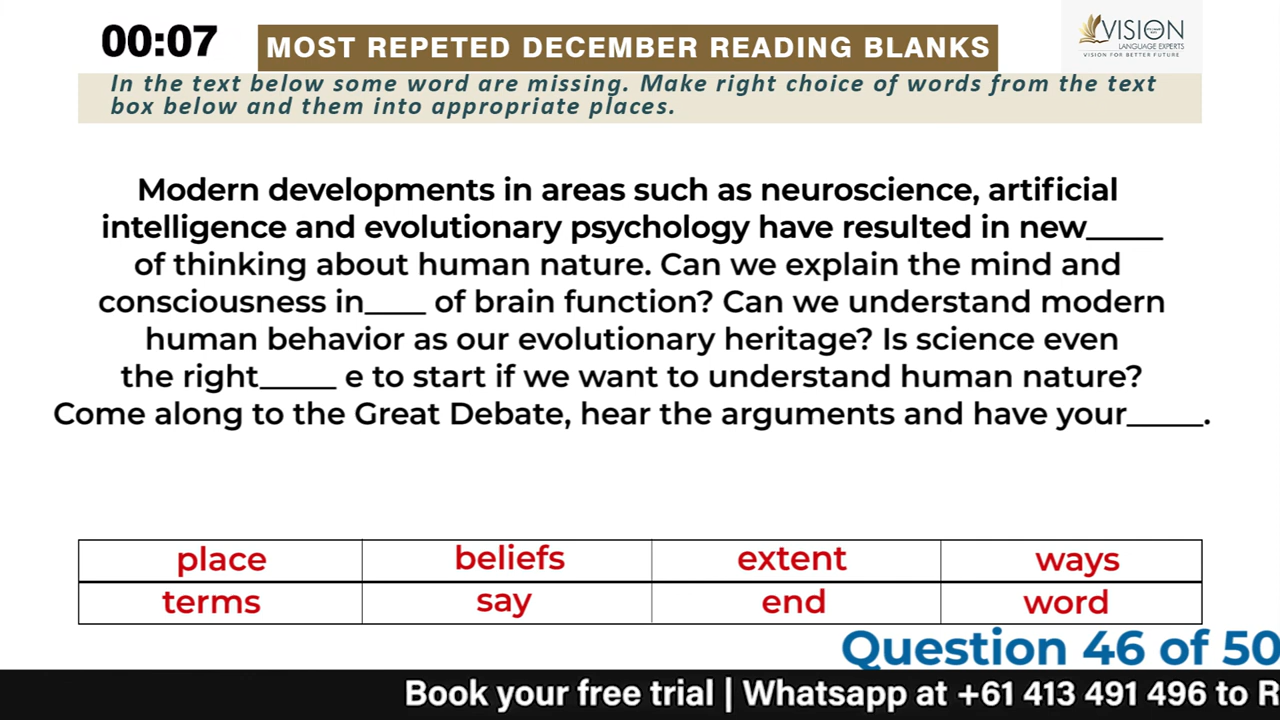 00:07
MOST REPETED DECEMBER READING BLANKS
VISION
LANGUAGE EXPERTS
VISION FOR BETTER FUTURE
In the text below some word are missing. Make right choice of words from the text
box below and them into appropriate places.
Modern developments in areas such as neuroscience, artificial
intelligence and evolutionary psychology have resulted in new_____
of thinking about human nature. Can we explain the mind and
consciousness in____ of brain function? Can we understand modern
human behavior as our evolutionary heritage? Is science even
the right_____ e to start if we want to understand human nature?
Come along to the Great Debate, hear the arguments and have your_____.
place beliefs extent ways
terms say end word
Question 46 of 50
Book your free trial | Whatsapp at +61 413 491 496 to R